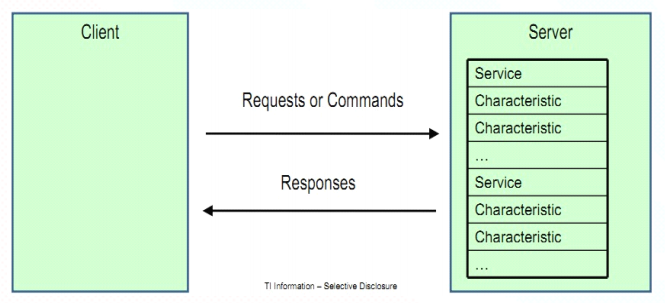 Client
Server
Requests or Commands
Responses
Service
Characteristic
Characteristic
…
Service
Characteristic
Characteristic
…
TI Information – Selective Disclosure